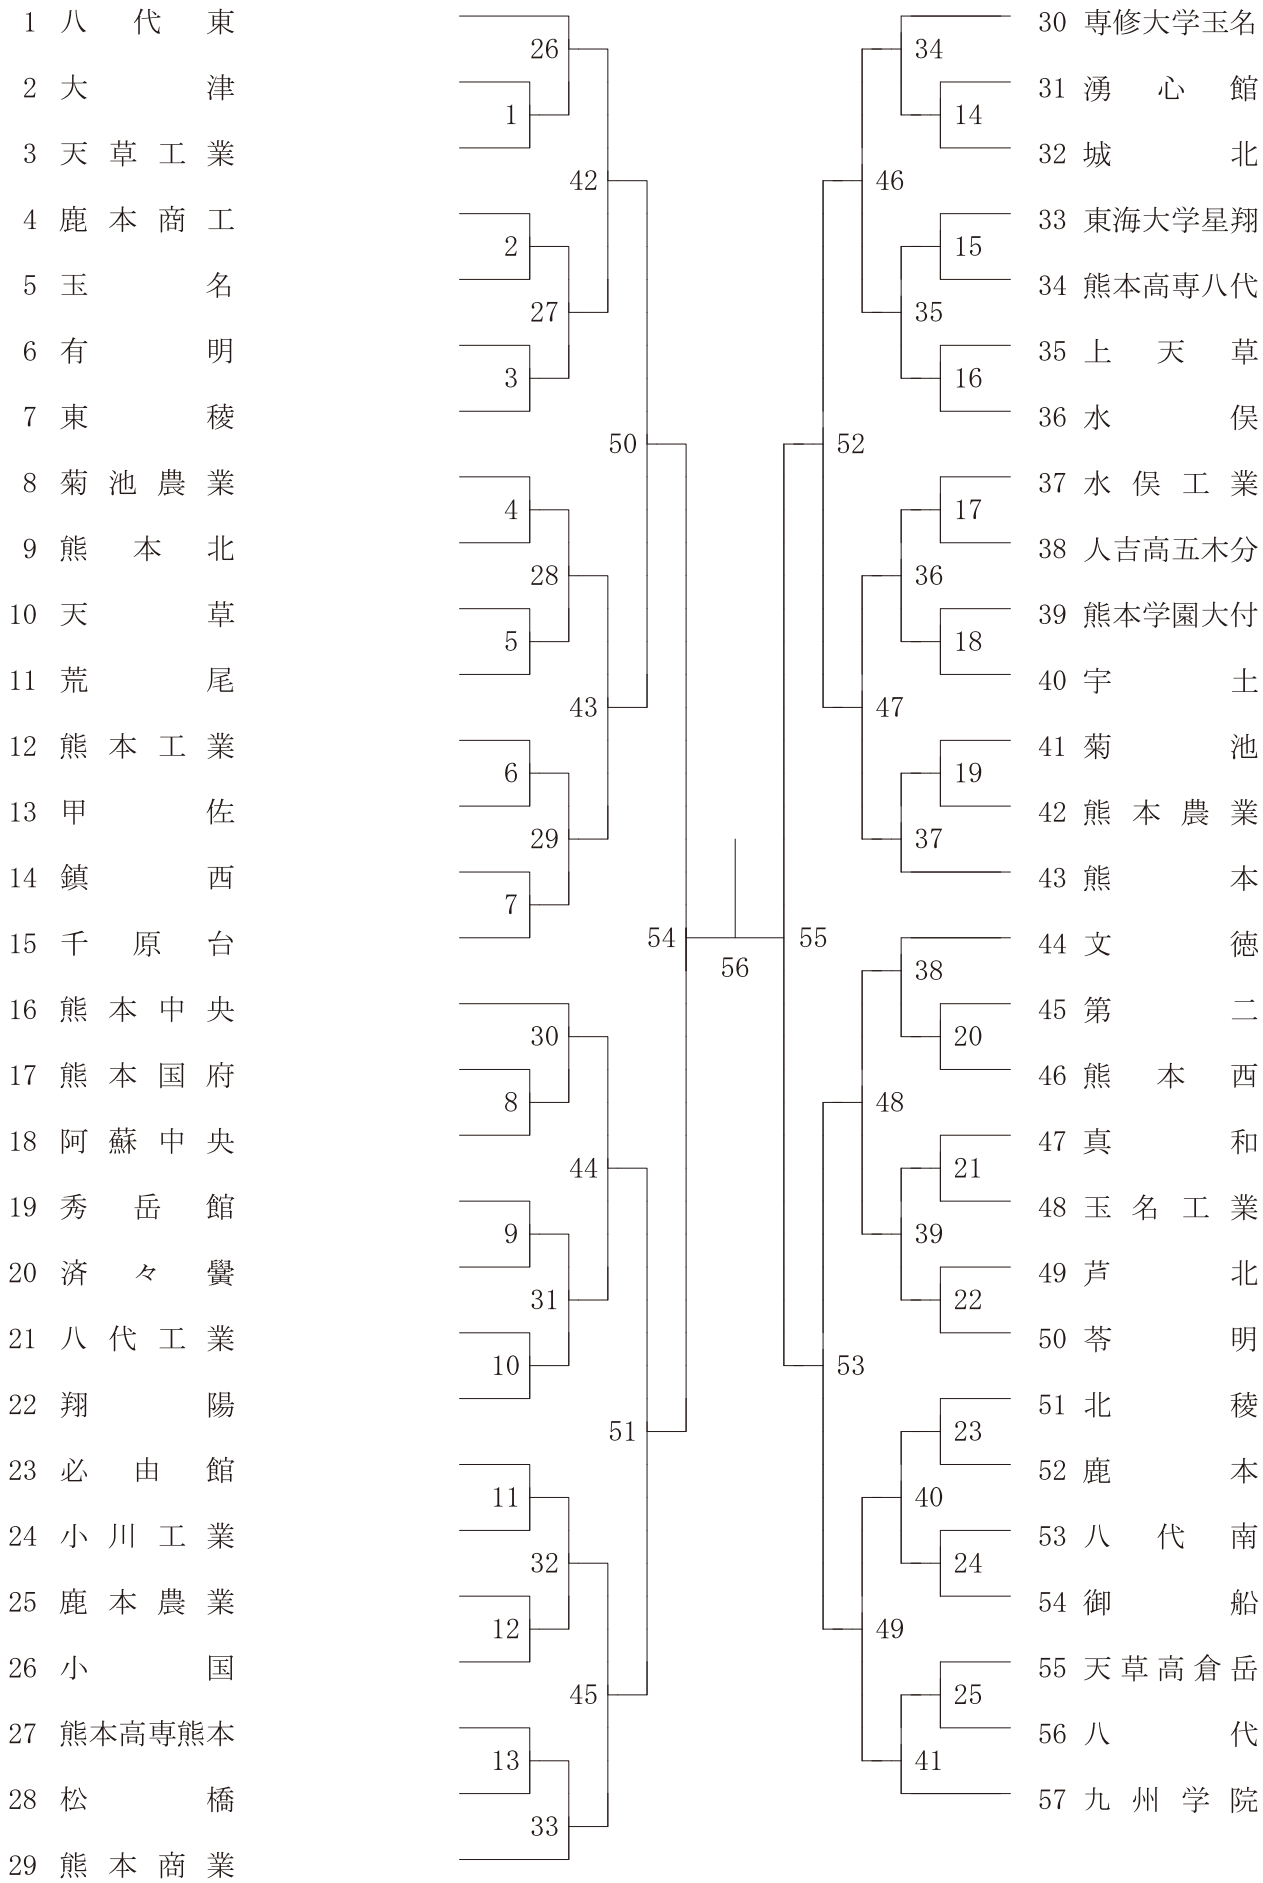 1 八代東
26
2 大津
1
3 天草工業
42
4 鹿本商工
2
5 玉名
27
6 有明
3
7 東稜
50
8 菊池農業
4
9 熊本北
28
10 天草
5
11 荒尾
43
12 熊本工業
6
13 甲佐
29
14 鎮西
7
15 千原台
54
16 熊本中央
30
17 熊本国府
8
18 阿蘇中央
44
19 秀岳館
9
20 済々黌
31
21 八代工業
10
22 翔陽
51
23 必由館
11
24 小川工業
32
25 鹿本農業
12
26 小国
45
27 熊本高専熊本
13
28 松橋
33
29 熊本商業
56
30 専修大学玉名
34
31 湧心館
14
32 城北
46
33 東海大学星翔
15
34 熊本高専八代
35
35 上天草
16
36 水俣
52
37 水俣工業
17
38 人吉高五木分
36
39 熊本学園大付
18
40 宇土
47
41 菊池
19
42 熊本農業
37
43 熊本
55
44 文徳
38
45 第二
20
46 熊本西
48
47 真和
21
48 玉名工業
39
49 芦北
22
50 苓明
53
51 北稜
23
52 鹿本
40
53 八代南
24
54 御船
49
55 天草高倉岳
25
56 八代
41
57 九州学院